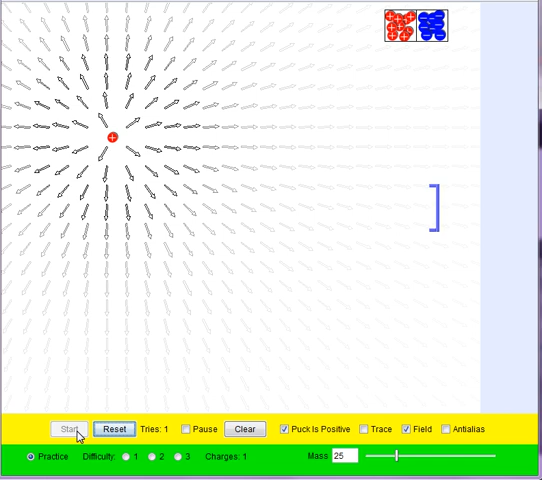 Start Reset Tries: 1 Pause Clear Puck Is Positive Trace Field Antialias
Practice Difficulty: 1 2 3 Charges: 1 Mass 25